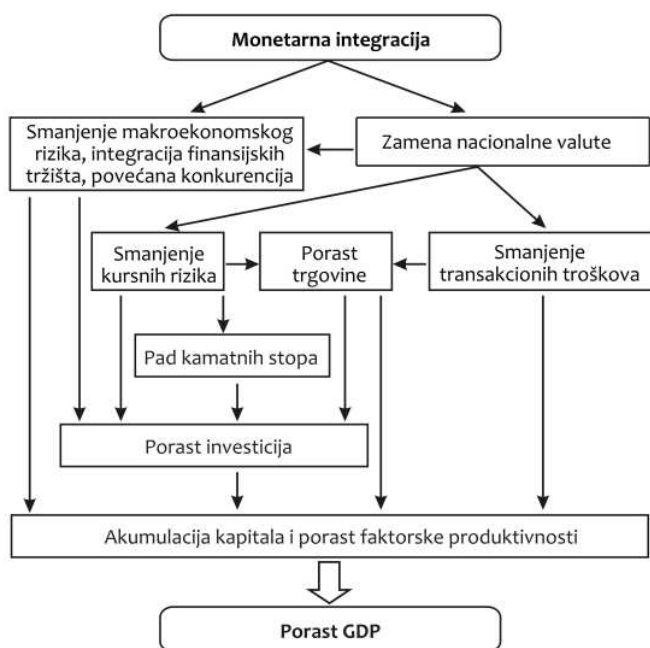 Monetarna integracija
Smanjenje makroekonomskog
rizika, integracija finansijskih
tržišta, povećana konkurencija
Zamena nacionalne valute
Smanjenje
kursnih rizika
Porast
trgovine
Smanjenje
transakcionih troškova
Pad kamatnih stopa
Porast investicija
Akumulacija kapitala i porast faktorske produktivnosti
Porast GDP